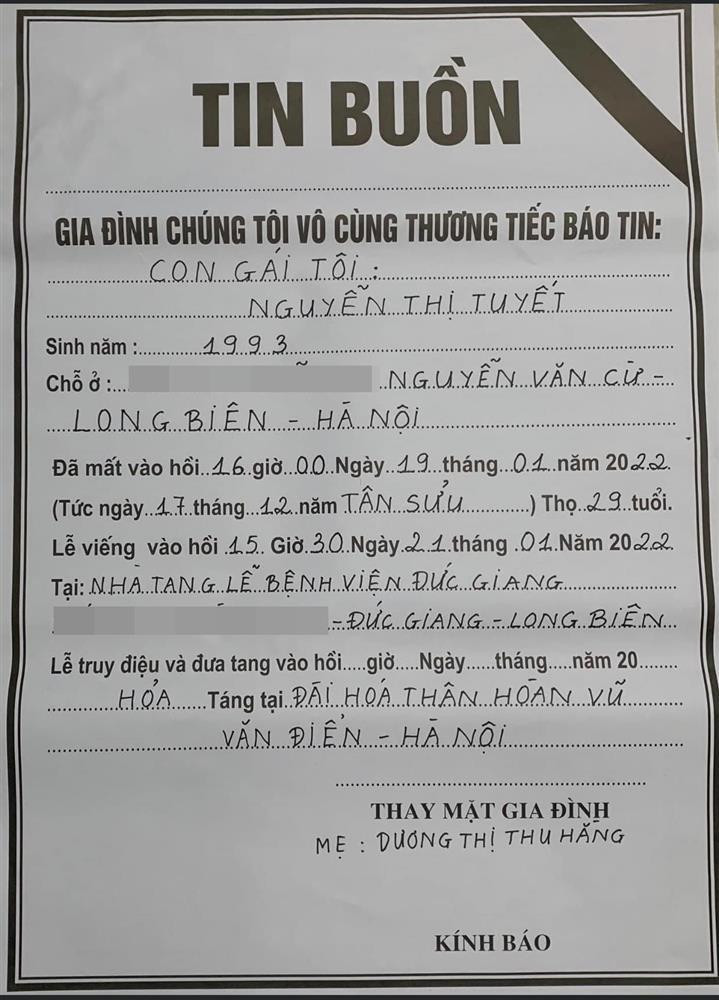 TIN BUỒN
GIA ĐÌNH CHÚNG TÔI VÔ CÙNG THƯƠNG TIẾC BÁO TIN:
CON GÁI TÔI:
NGUYỄN THỊ TUYẾT
Sinh năm : 1993
Chỗ ở : NGUYỄN VĂN CỪ -
LONG BIÊN - HÀ NỘI
Đã mất vào hồi 16 giờ 00 Ngày 19 tháng 01 năm 2022
(Tức ngày 17 tháng 12 năm TÂN SỬU ) Thọ 29 tuổi.
Lễ viếng vào hồi 15 Giờ 30 Ngày 21 tháng 01 Năm 2022
Tại: NHÀ TANG LỄ BỆNH VIỆN ĐỨC GIANG
- ĐỨC GIANG - LONG BIÊN
Lễ truy điệu và đưa tang vào hồi....giờ.....Ngày......tháng.....năm 20........
HỎA Táng tại ĐÀI HOÁ THÂN HOÀN VŨ
VĂN ĐIỂN - HÀ NỘI
THAY MẶT GIA ĐÌNH
MẸ : DƯƠNG THỊ THU HẰNG
KÍNH BÁO